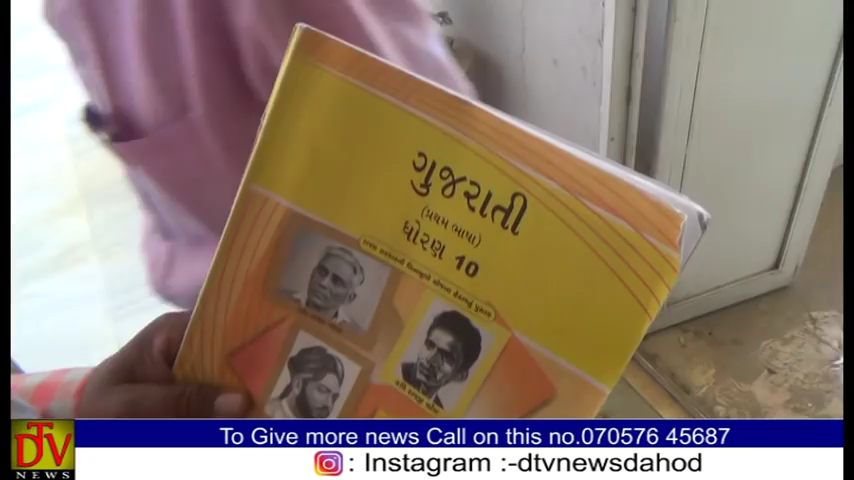 ગુજરાતી
(પ્રથમ ભાષા)
ધોરણ 10
DTV
NEWS
To Give more news Call on this no.070576 45687
: Instagram :-dtvnewsdahod